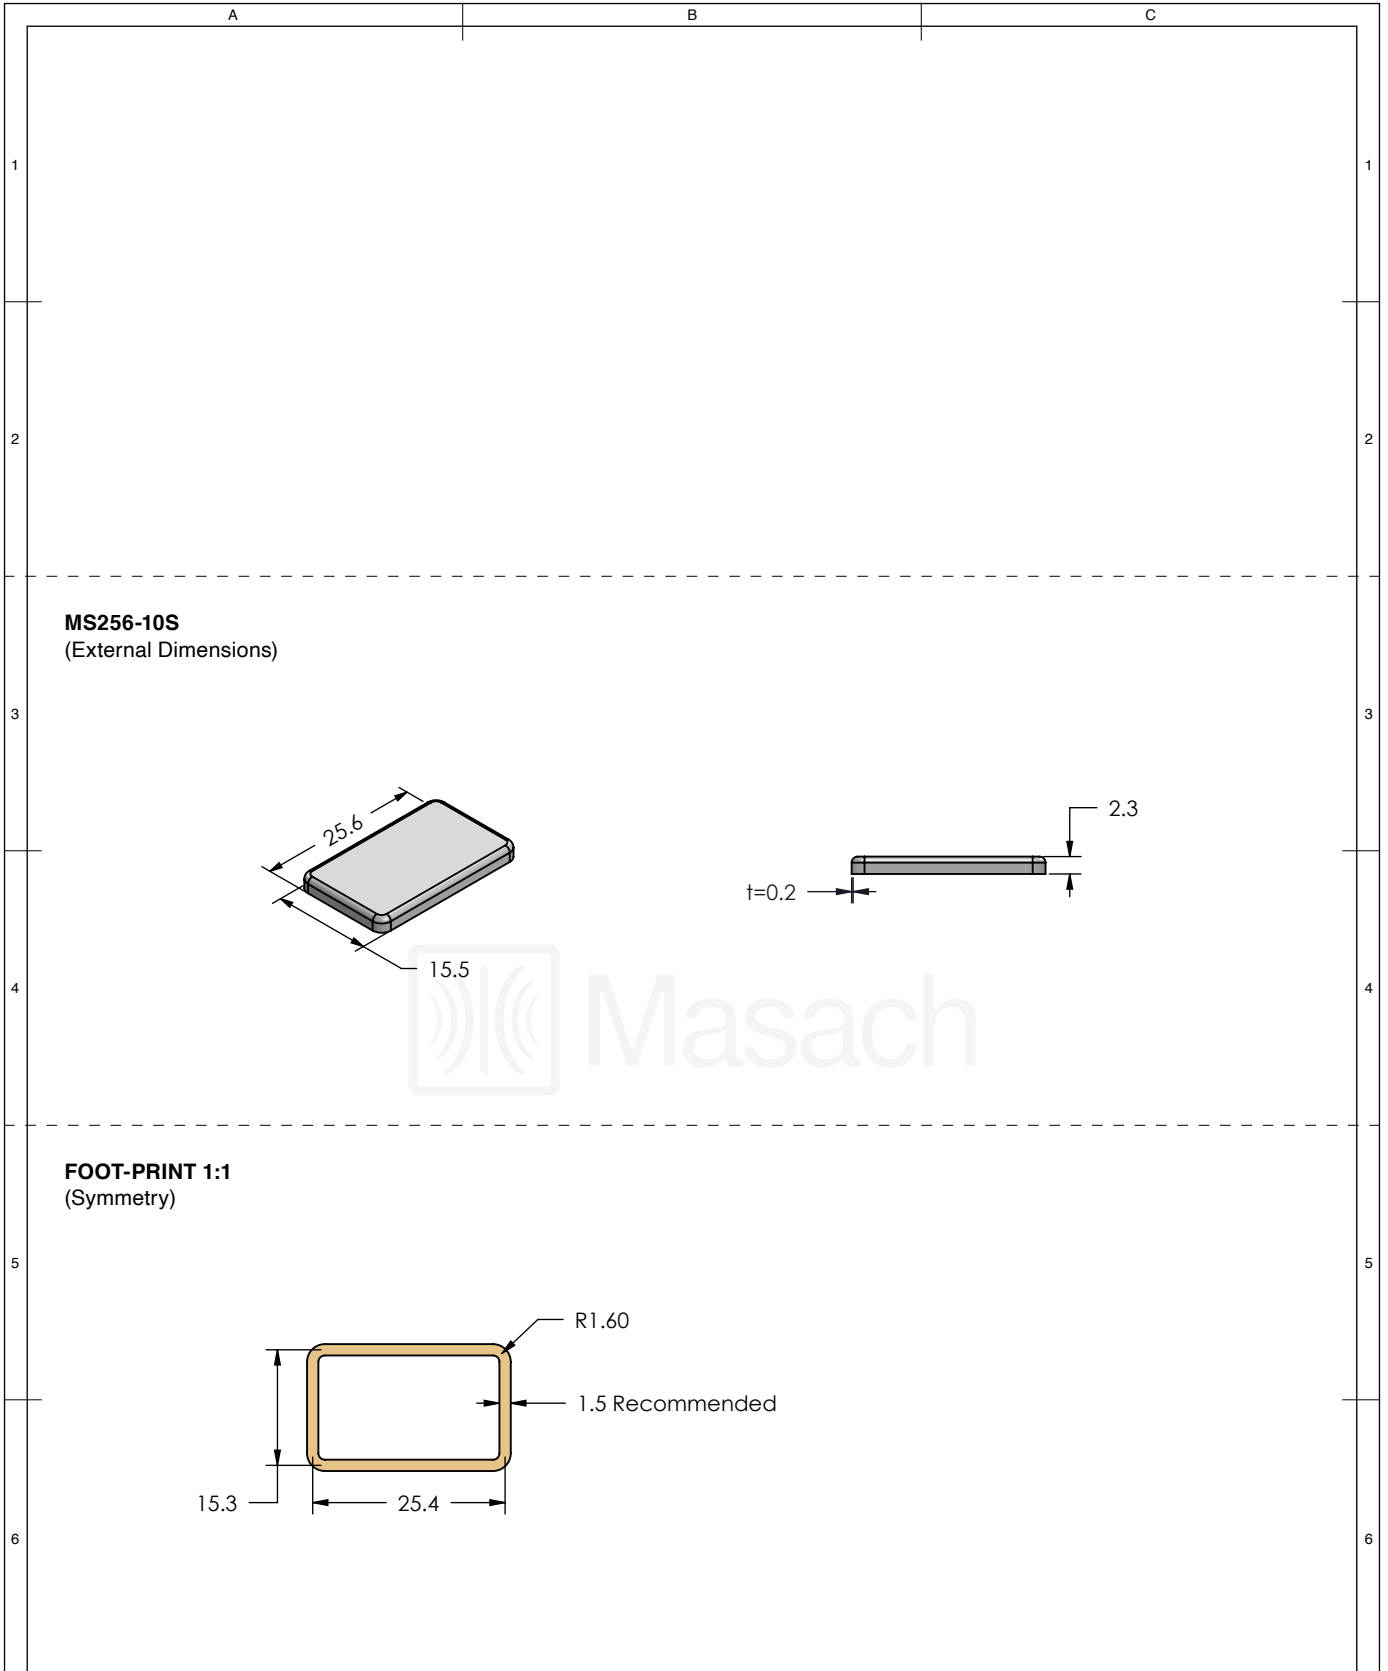 A B C
1 1
2 2
MS256-10S
(External Dimensions)
3 3
25.6
15.5
2.3
t=0.2
4 4
Masach
FOOT-PRINT 1:1
(Symmetry)
5 5
R1.60
1.5 Recommended
15.3
25.4
6 6